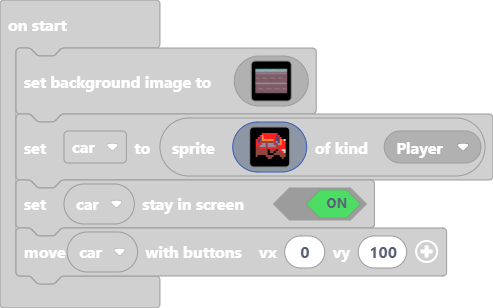 on start
set background image to
set car to sprite of kind Player
set car stay in screen ON
move car with buttons vx 0 vy 100